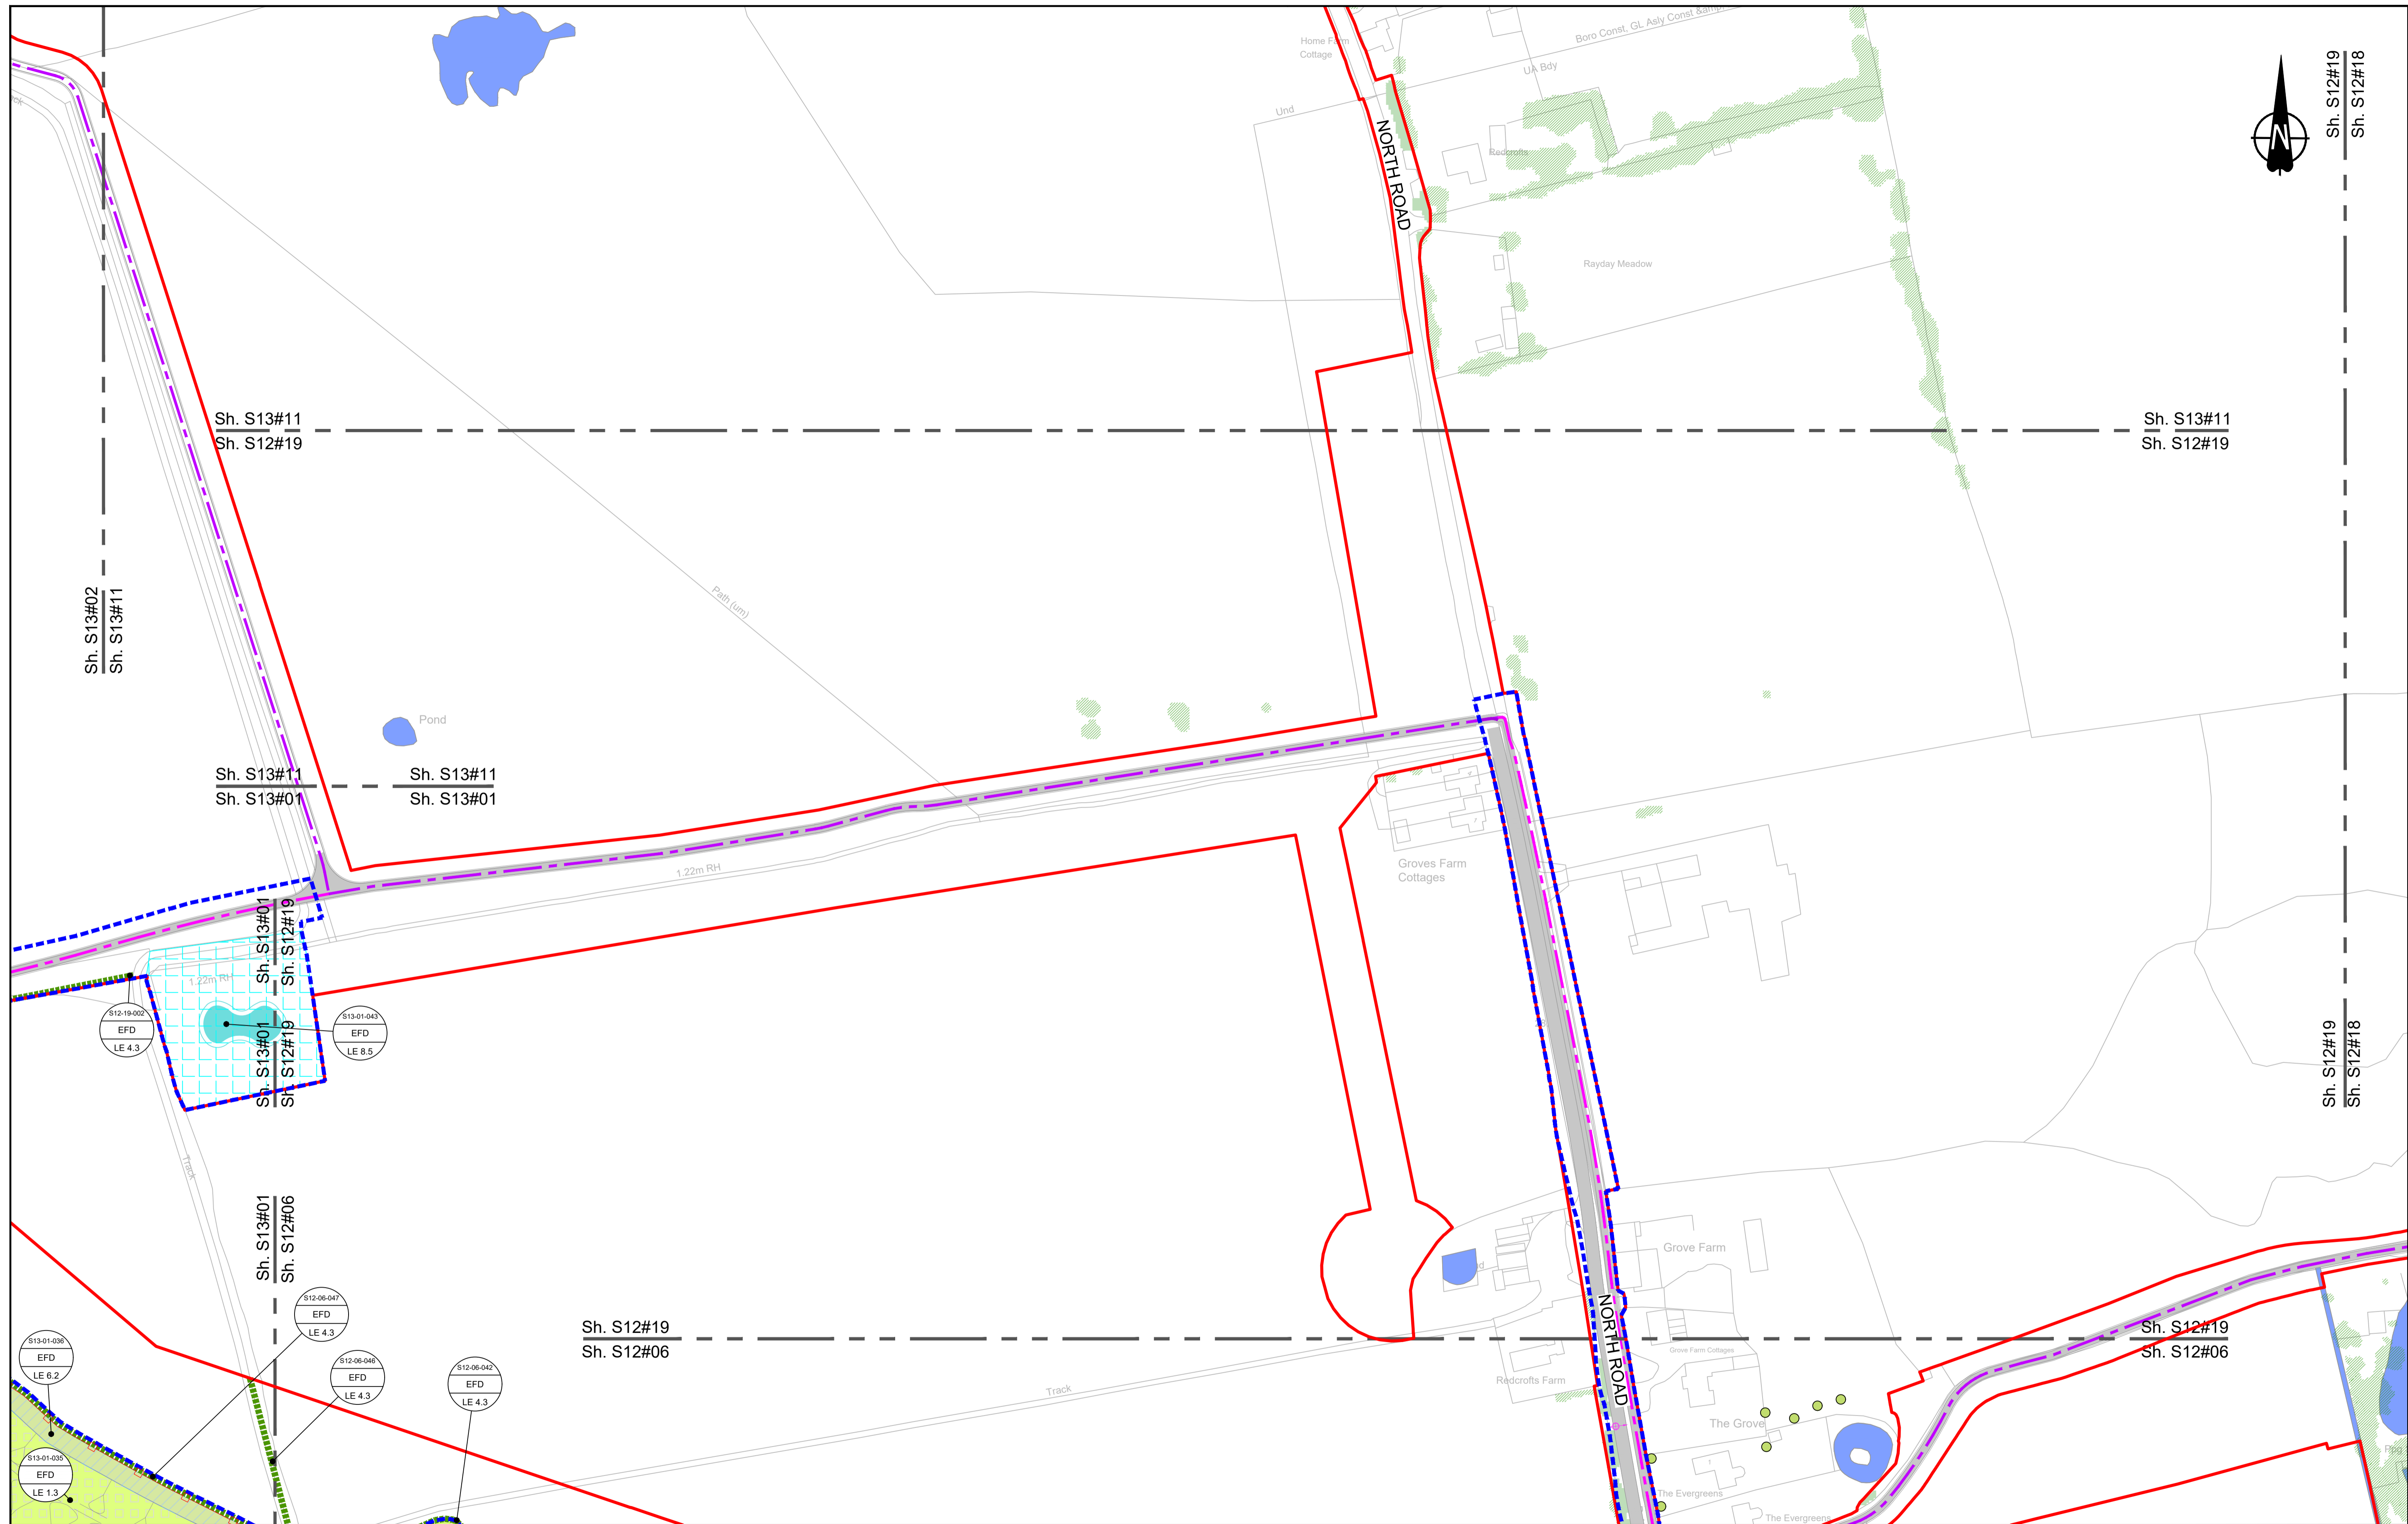 Home Farm
Cottage
Boro Const, GL Asly Const &amp;
UA Bdy
Und
NORTH ROAD
Redcrofts
Rayday Meadow
N
Sh. S12#19
Sh. S12#18
Sh. S13#11
Sh. S12#19
Sh. S13#11
Sh. S12#19
Sh. S13#02
Sh. S13#11
Path (um)
Pond
Sh. S13#11
Sh. S13#01
Sh. S13#11
Sh. S13#01
1.22m RH
Groves Farm
Cottages
Sh. S13#01
Sh. S12#19
1.22m RH
S12-19-002
EFD
LE 4.3
S13-01-043
EFD
LE 8.5
Sh. S13#01
Sh. S12#19
Sh. S12#19
Sh. S12#18
Track
Sh. S13#01
Sh. S12#06
Grove Farm
NORTH ROAD
S12-06-047
EFD
LE 4.3
Sh. S12#19
Sh. S12#06
Sh. S12#19
Sh. S12#06
Grove Farm Cottages
S13-01-036
EFD
LE 6.2
S12-06-046
EFD
LE 4.3
S12-06-042
EFD
LE 4.3
Track
Redcrofts Farm
The Grove
S13-01-035
EFD
LE 1.3
The Evergreens
The Evergreens